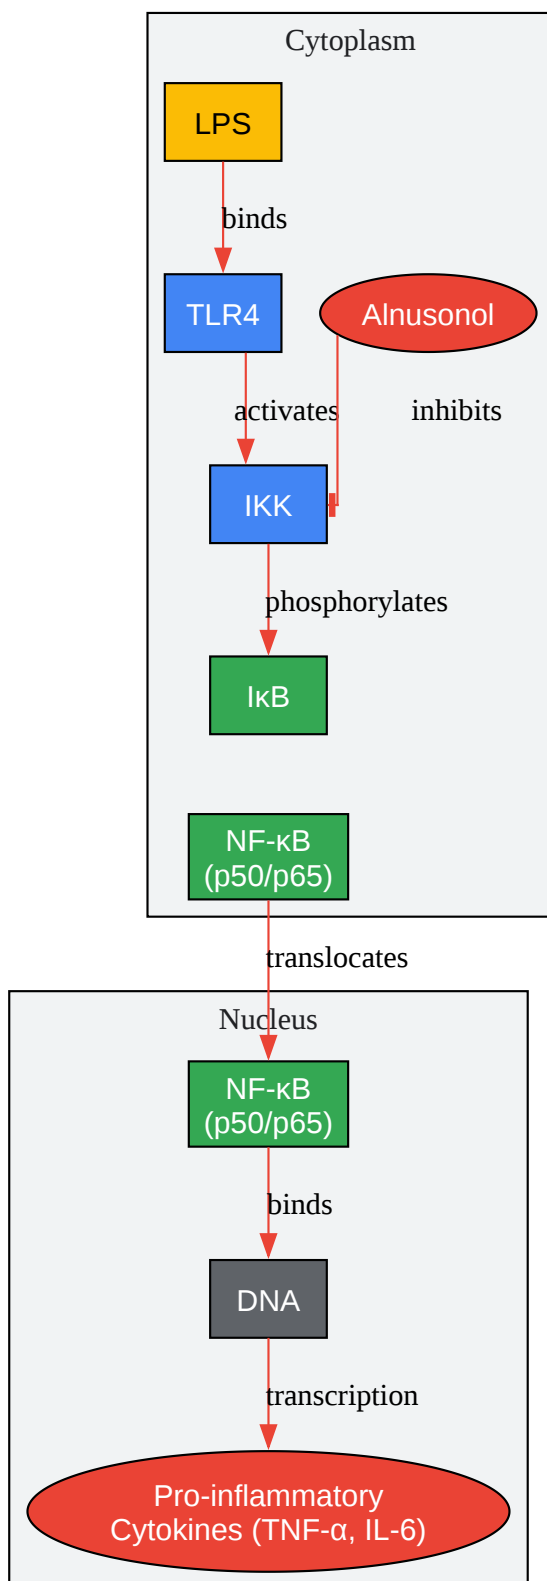 Cytoplasm
LPS
binds
TLR4
Alnusonol
activates
inhibits
IKK
phosphorylates
IκB
NF-κB
(p50/p65)
translocates
Nucleus
NF-κB
(p50/p65)
binds
DNA
transcription
Pro-inflammatory
Cytokines (TNF-α, IL-6)